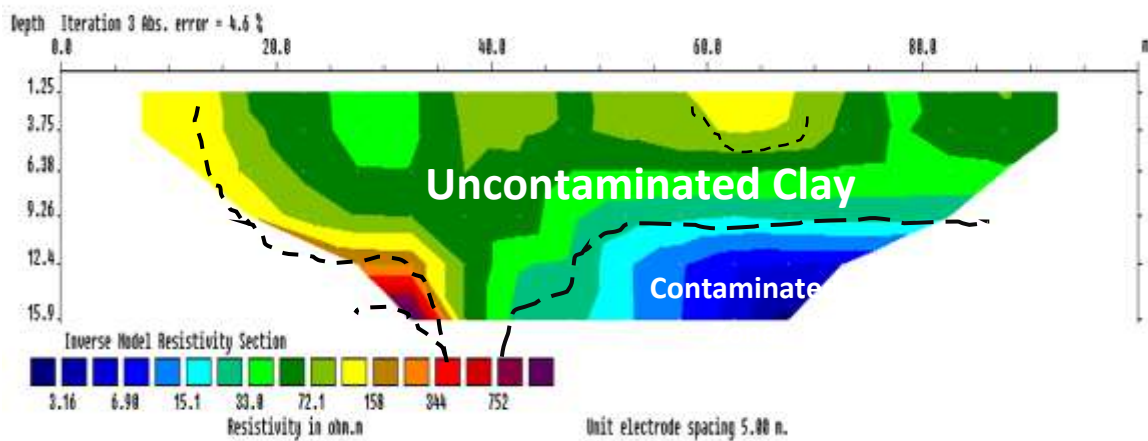 Depth Iteration 3 Abs. error = 4.6 %
0.0 20.0 40.0 60.0 80.0 m
1.25
3.75
6.38
Uncontaminated Clay
9.26
12.4
Contaminate
15.9
Inverse Model Resistivity Section
3.16 6.90 15.1 33.0 72.1 158 344 752
Resistivity in ohm.m Unit electrode spacing 5.00 m.